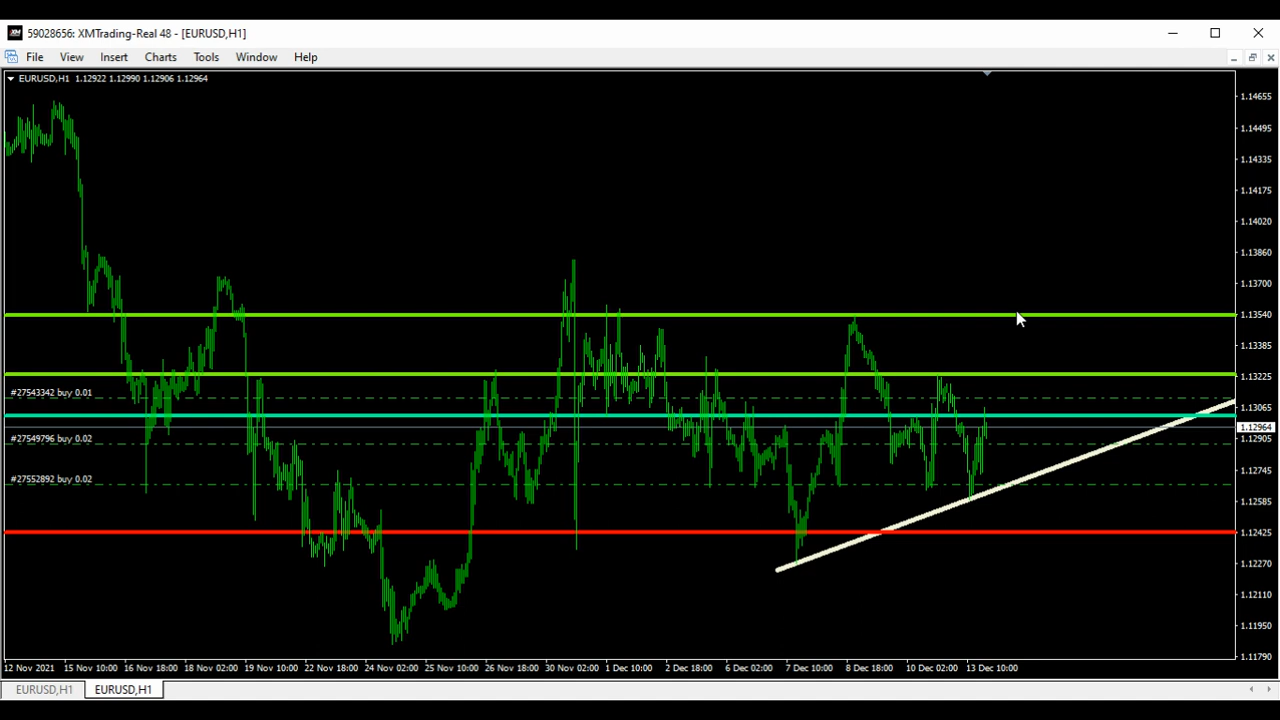 59028656: XMTrading-Real 48 - [EURUSD,H1]
File View Insert Charts Tools Window Help
EURUSD,H1 1.12922 1.12990 1.12906 1.12964
1.14655
1.14495
1.14335
1.14175
1.14020
1.13860
1.13700
1.13540
1.13385
1.13225
#27543342 buy 0.01
1.13065
1.12964
#27549796 buy 0.02
1.12905
1.12745
#27552892 buy 0.02
1.12585
1.12425
1.12270
1.12110
1.11950
1.11790
12 Nov 2021 15 Nov 10:00 16 Nov 18:00 18 Nov 02:00 19 Nov 10:00 22 Nov 18:00 24 Nov 02:00 25 Nov 10:00 26 Nov 18:00 30 Nov 02:00 1 Dec 10:00 2 Dec 18:00 6 Dec 02:00 7 Dec 10:00 8 Dec 18:00 10 Dec 02:00 13 Dec 10:00
EURUSD,H1 EURUSD,H1